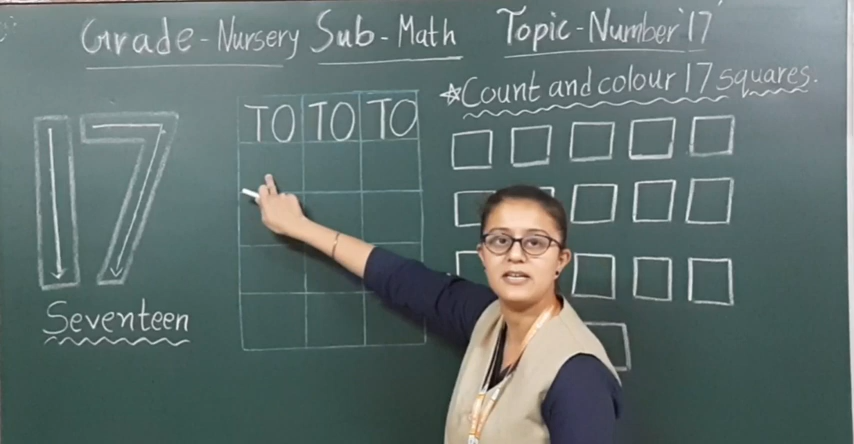 Grade - Nursery Sub - Math Topic - Number '17'
17
Seventeen
TO TO TO
☆Count and colour 17 squares.